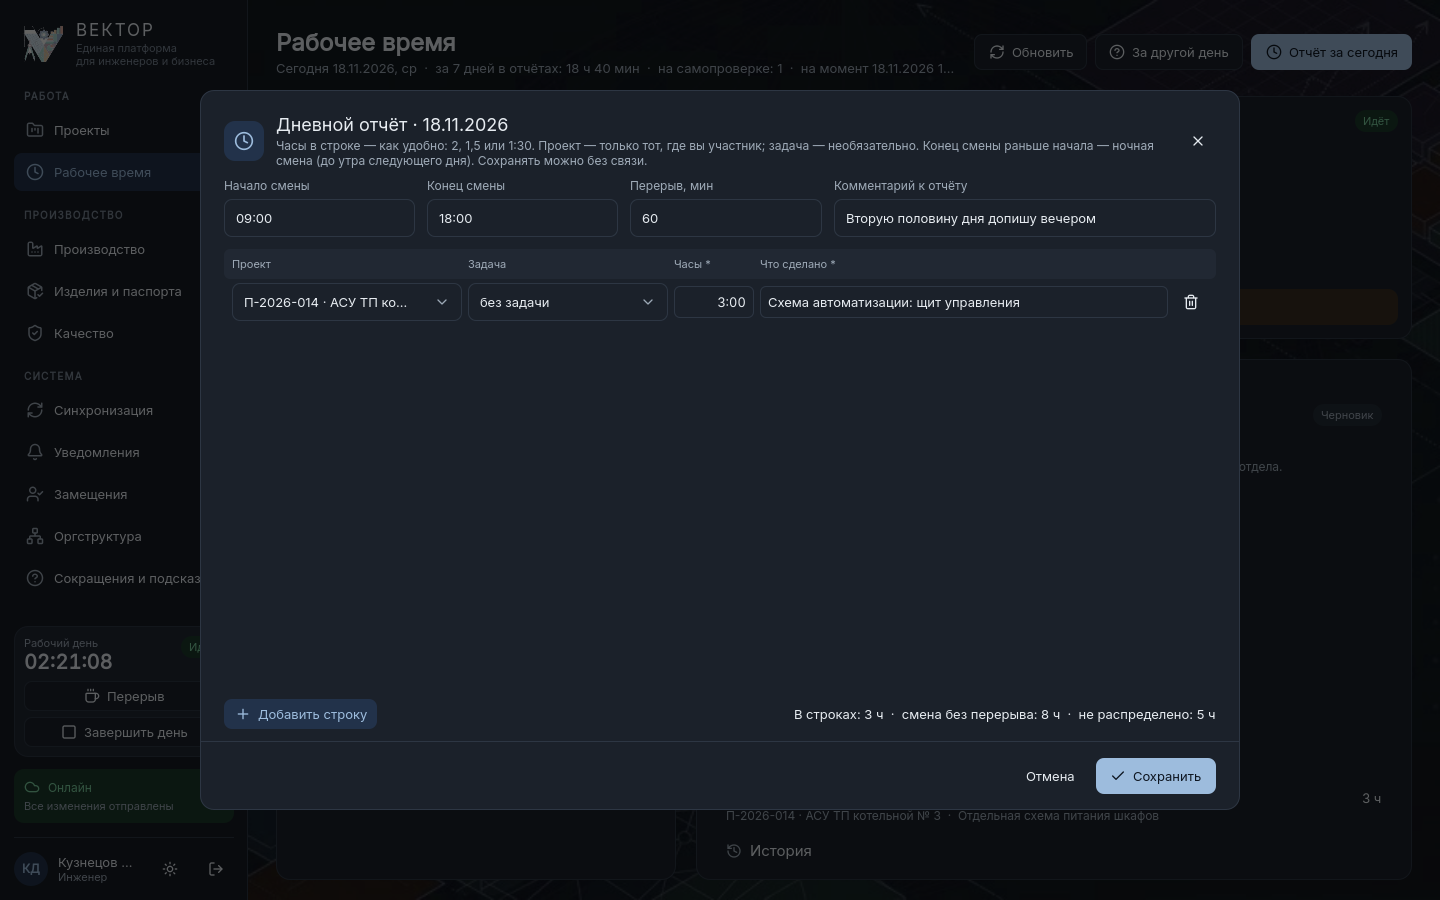 ВЕКТОР
Единая платформа
для инженеров и бизнеса
РАБОТА
Проекты
Рабочее время
ПРОИЗВОДСТВО
Производство
Изделия и паспорта
Качество
СИСТЕМА
Синхронизация
Уведомления
Замещения
Оргструктура
Сокращения и подсказ
Рабочий день
Ид
02:21:08
Перерыв
Завершить день
Онлайн
Все изменения отправлены
КД
Кузнецов ...
Инженер
Рабочее время
Сегодня 18.11.2026, ср · за 7 дней в отчётах: 18 ч 40 мин · на самопроверке: 1 · на момент 18.11.2026 1...
Обновить
За другой день
Отчёт за сегодня
Идёт
Дневной отчёт · 18.11.2026
Часы в строке — как удобно: 2, 1,5 или 1:30. Проект — только тот, где вы участник; задача — необязательно. Конец смены раньше начала — ночная
смена (до утра следующего дня). Сохранять можно без связи.
Начало смены
Конец смены
Перерыв, мин
Комментарий к отчёту
09:00
18:00
60
Вторую половину дня допишу вечером
Проект
Задача
Часы *
Что сделано *
П-2026-014 · АСУ ТП ко...
без задачи
3:00
Схема автоматизации: щит управления
Черновик
отдела.
Добавить строку
В строках: 3 ч · смена без перерыва: 8 ч · не распределено: 5 ч
Отмена
Сохранить
3 ч
П-2026-014 · АСУ ТП котельной № 3 · Отдельная схема питания шкафов
История